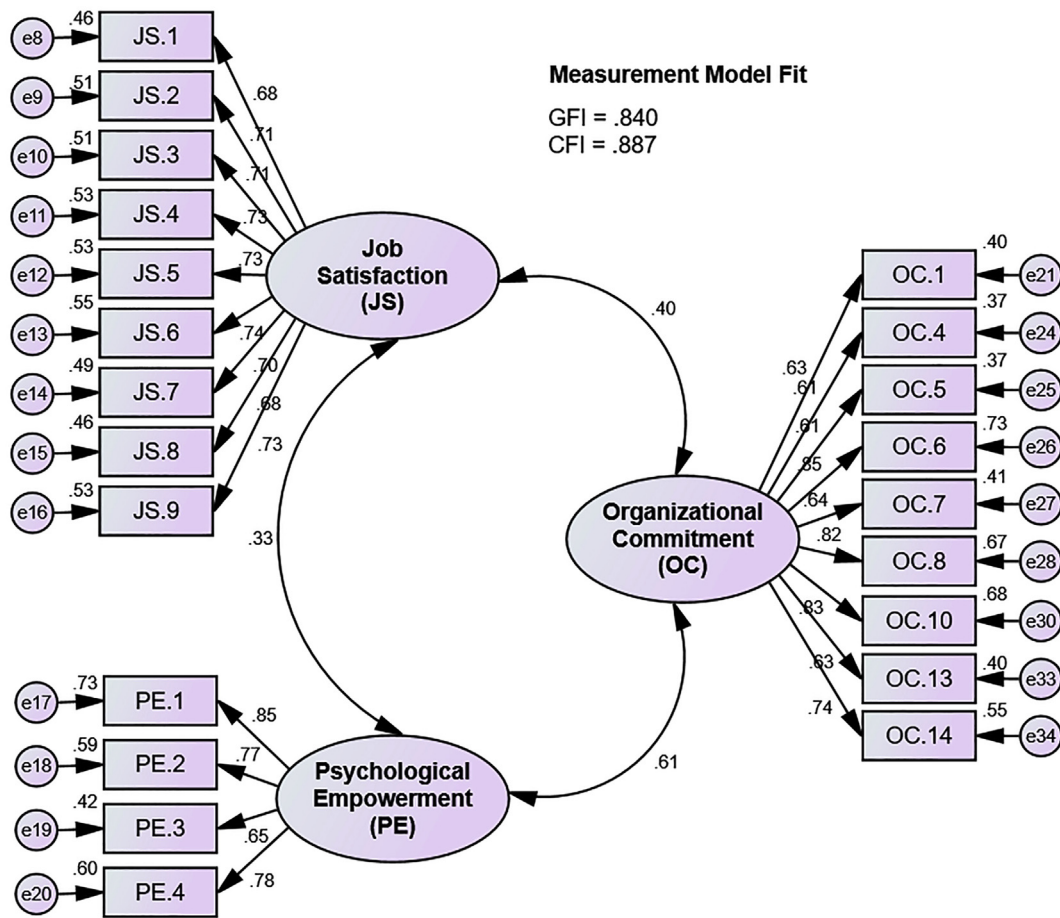 e8 .46 JS.1
e9 .51 JS.2
e10 .51 JS.3
e11 .53 JS.4
e12 .53 JS.5
e13 .55 JS.6
e14 .49 JS.7
e15 .46 JS.8
e16 .53 JS.9
.68
.71
.71
.73
.73
.74
.70
.68
.73
Job
Satisfaction
(JS)
Measurement Model Fit
GFI = .840
CFI = .887
.40
.33
.61
Organizational
Commitment
(OC)
.63
.61
.61
.85
.64
.82
.83
.63
.74
OC.1 .40 e21
OC.4 .37 e24
OC.5 .37 e25
OC.6 .73 e26
OC.7 .41 e27
OC.8 .67 e28
OC.10 .68 e30
OC.13 .40 e33
OC.14 .55 e34
e17 .73 PE.1
e18 .59 PE.2
e19 .42 PE.3
e20 .60 PE.4
.85
.77
.65
.78
Psychological
Empowerment
(PE)